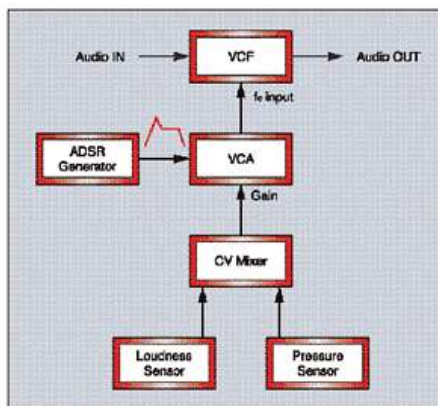 Audio IN
VCF
Audio OUT
fc input
ADSR
Generator
VCA
Gain
CV Mixer
Loudness
Sensor
Pressure
Sensor